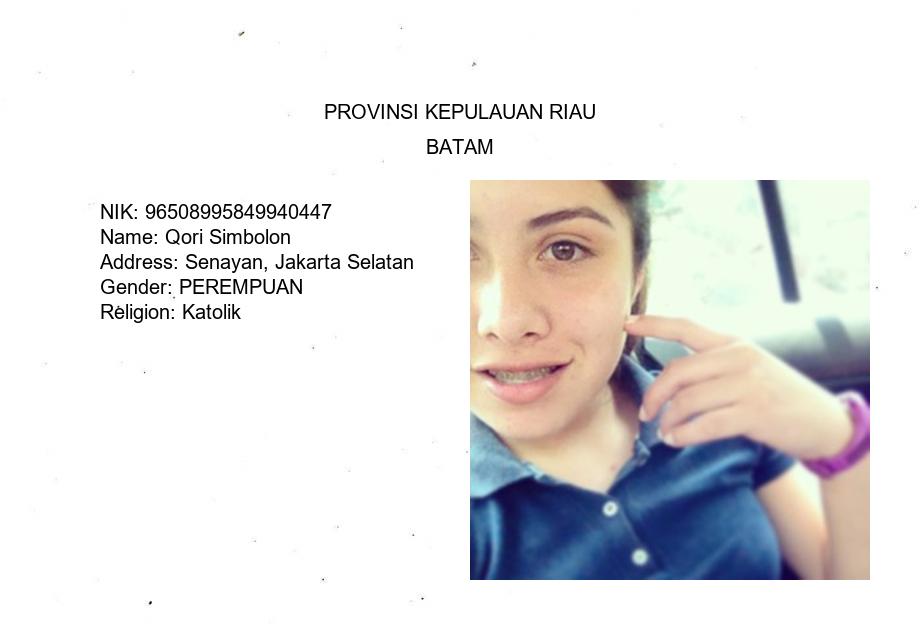 PROVINSI KEPULAUAN RIAU
BATAM
NIK: 96508995849940447
Name: Qori Simbolon
Address: Senayan, Jakarta Selatan
Gender: PEREMPUAN
Religion: Katolik